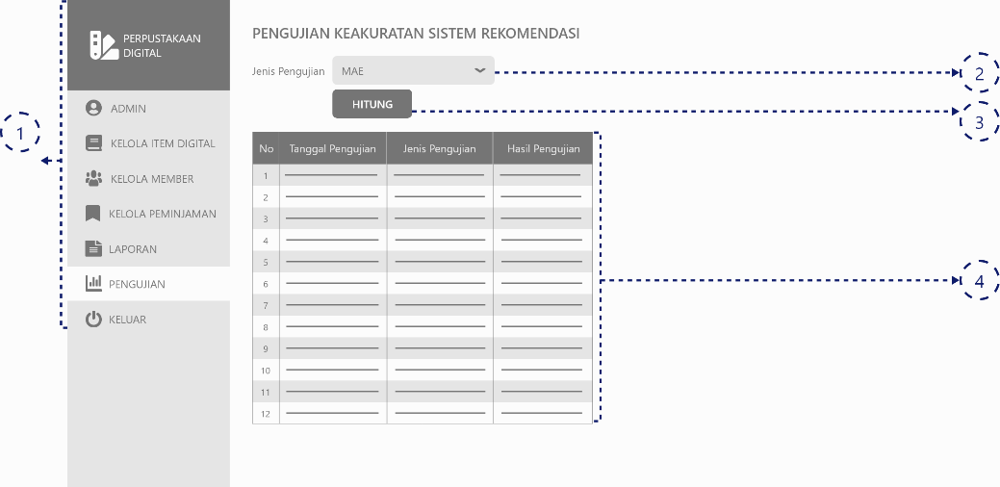 PERPUSTAKAAN
DIGITAL
ADMIN
KELOLA ITEM DIGITAL
KELOLA MEMBER
KELOLA PEMINJAMAN
LAPORAN
PENGUJIAN
KELUAR
1
PENGUJIAN KEAKURATAN SISTEM REKOMENDASI
Jenis Pengujian MAE
2
HITUNG
3
No Tanggal Pengujian Jenis Pengujian Hasil Pengujian
1
2
3
4
5
6
7
8
9
10
11
12
4